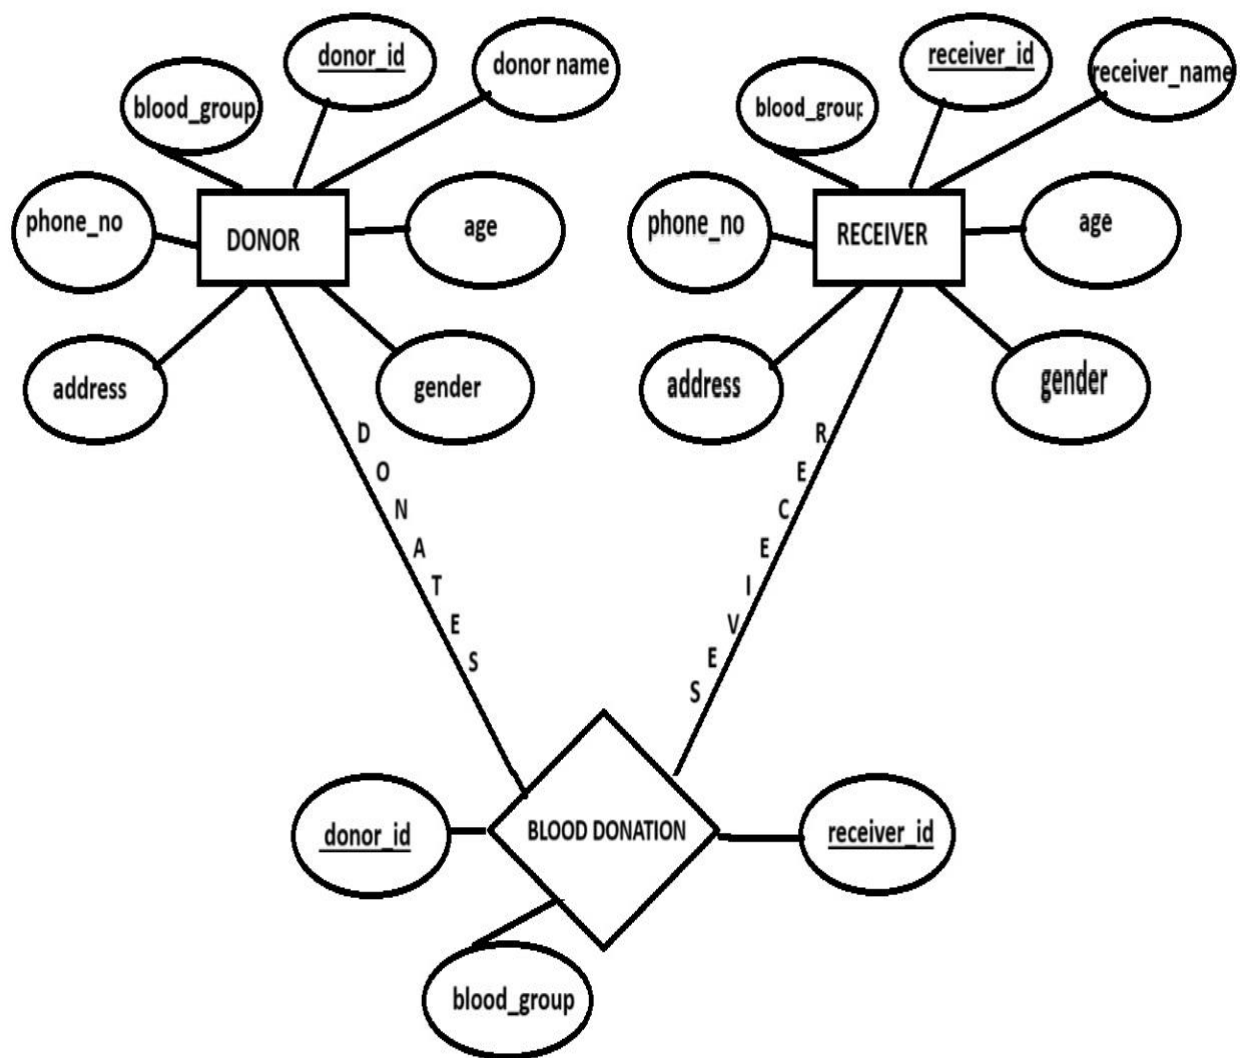 donor_id
donor name
blood_group
phone_no
DONOR
age
address
gender
receiver_id
receiver_name
blood_group
phone_no
RECEIVER
age
address
gender
DONATES
RECEIVES
donor_id
BLOOD DONATION
receiver_id
blood_group